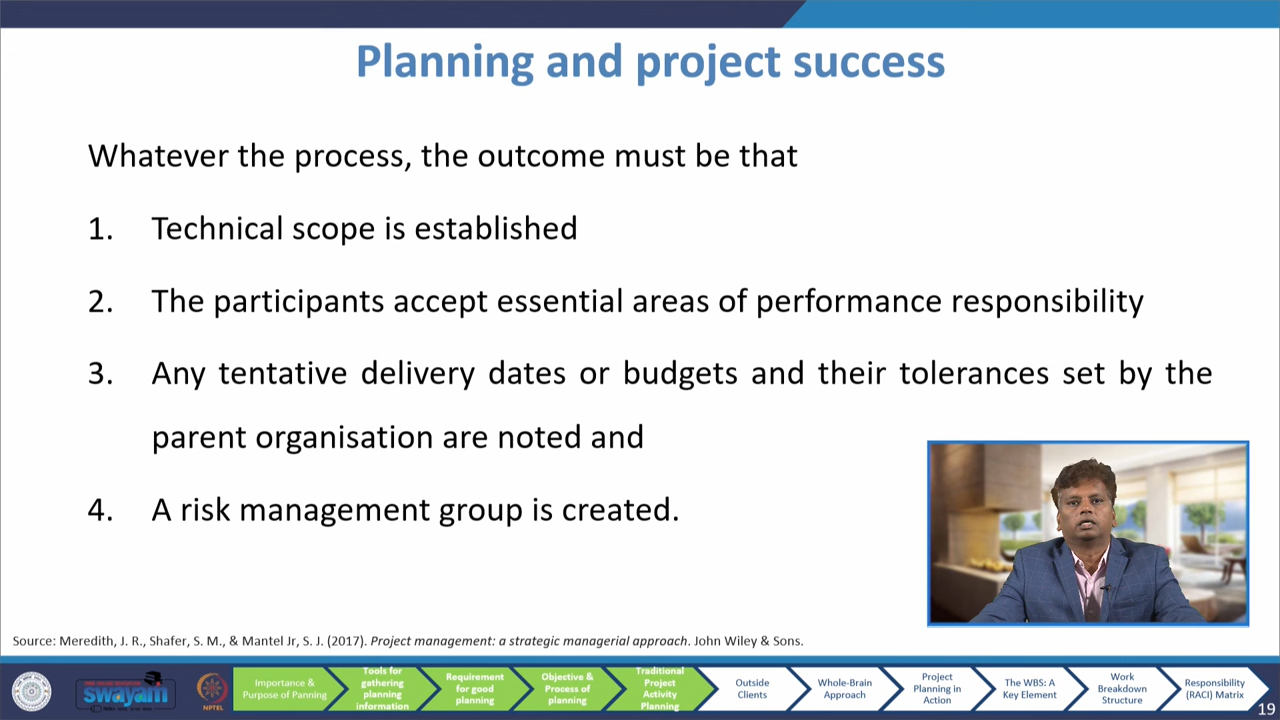 Planning and project success
Whatever the process, the outcome must be that
1. Technical scope is established
2. The participants accept essential areas of performance responsibility
3. Any tentative delivery dates or budgets and their tolerances set by the
parent organisation are noted and
4. A risk management group is created.
Source: Meredith, J. R., Shafer, S. M., & Mantel Jr, S. J. (2017). Project management: a strategic managerial approach. John Wiley & Sons.
swayam
NPTEL
Importance &
Purpose of Panning
Tools for
gathering
planning
information
Requirement
for good
planning
Objective &
Process of
planning
Traditional
Project
Activity
Planning
Outside
Clients
Whole-Brain
Approach
Project
Planning in
Action
The WBS: A
Key Element
Work
Breakdown
Structure
Responsibility
(RACI) Matrix
19